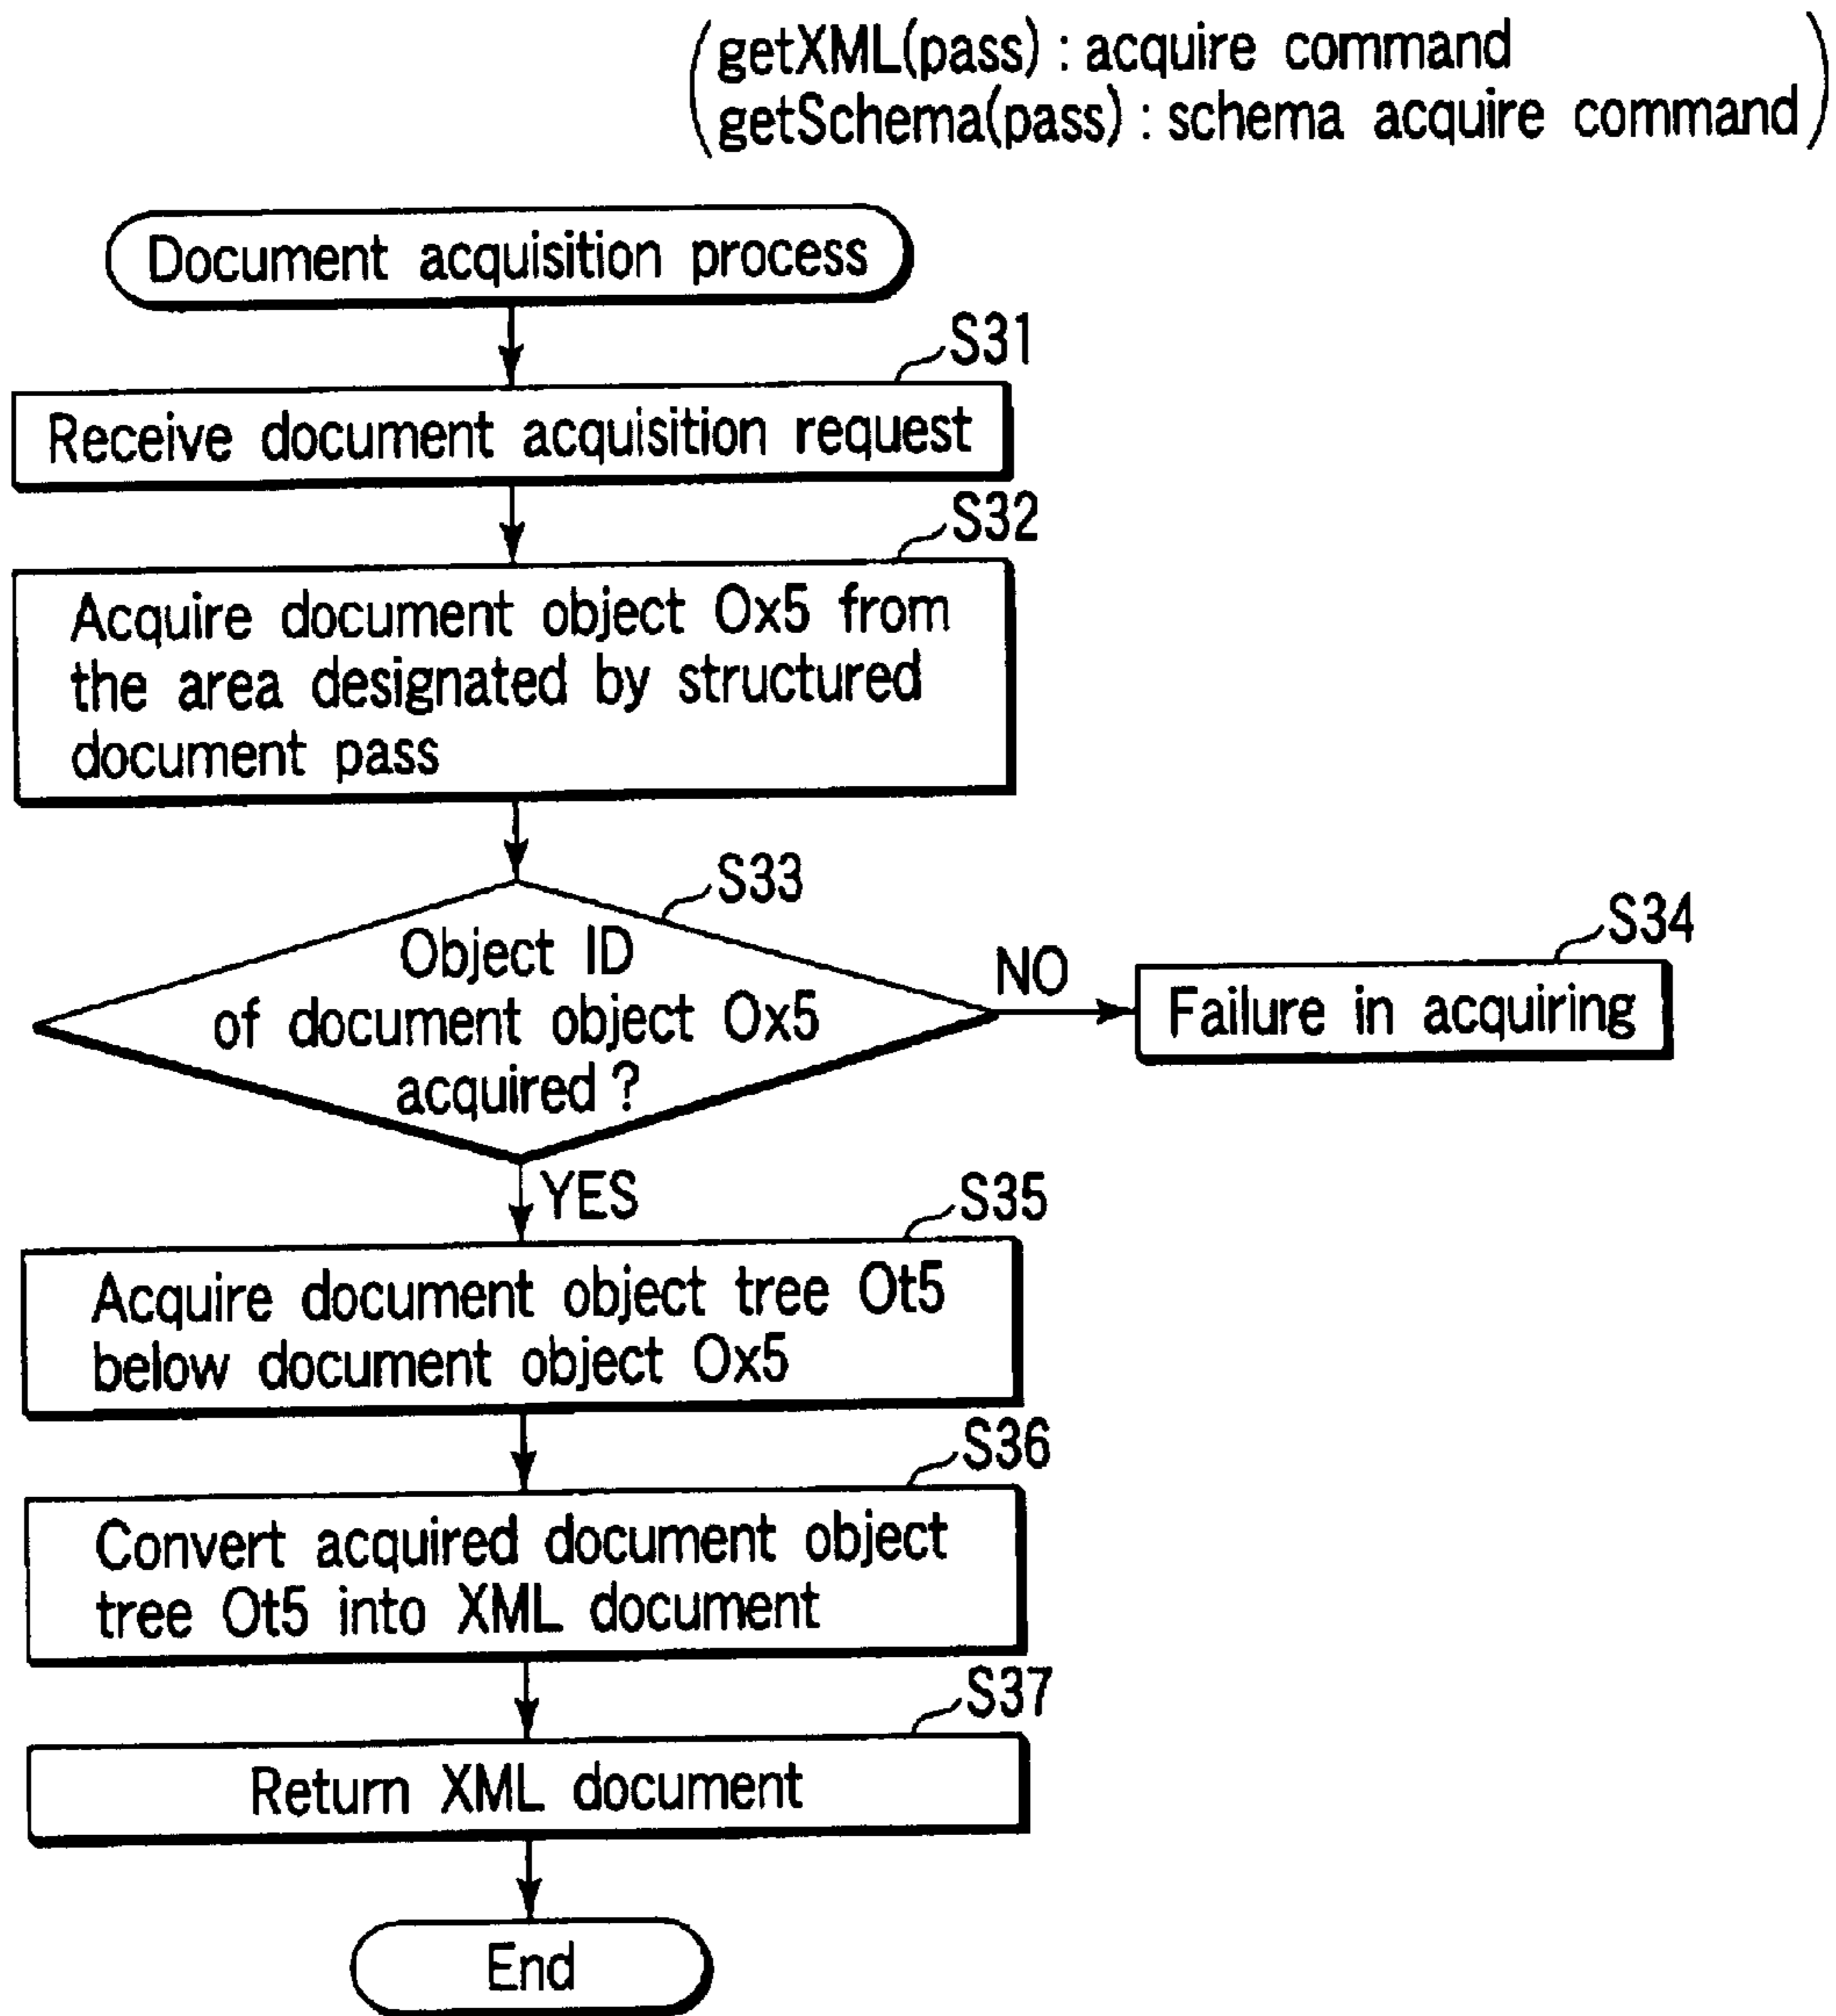 getXML(pass) : acquire command
getSchema(pass) : schema acquire command
Document acquisition process
S31
Receive document acquisition request
S32
Acquire document object Ox5 from
the area designated by structured
document pass
S33
Object ID
of document object Ox5
acquired ?
NO
S34
Failure in acquiring
YES
S35
Acquire document object tree Ot5
below document object Ox5
S36
Convert acquired document object
tree Ot5 into XML document
S37
Return XML document
End